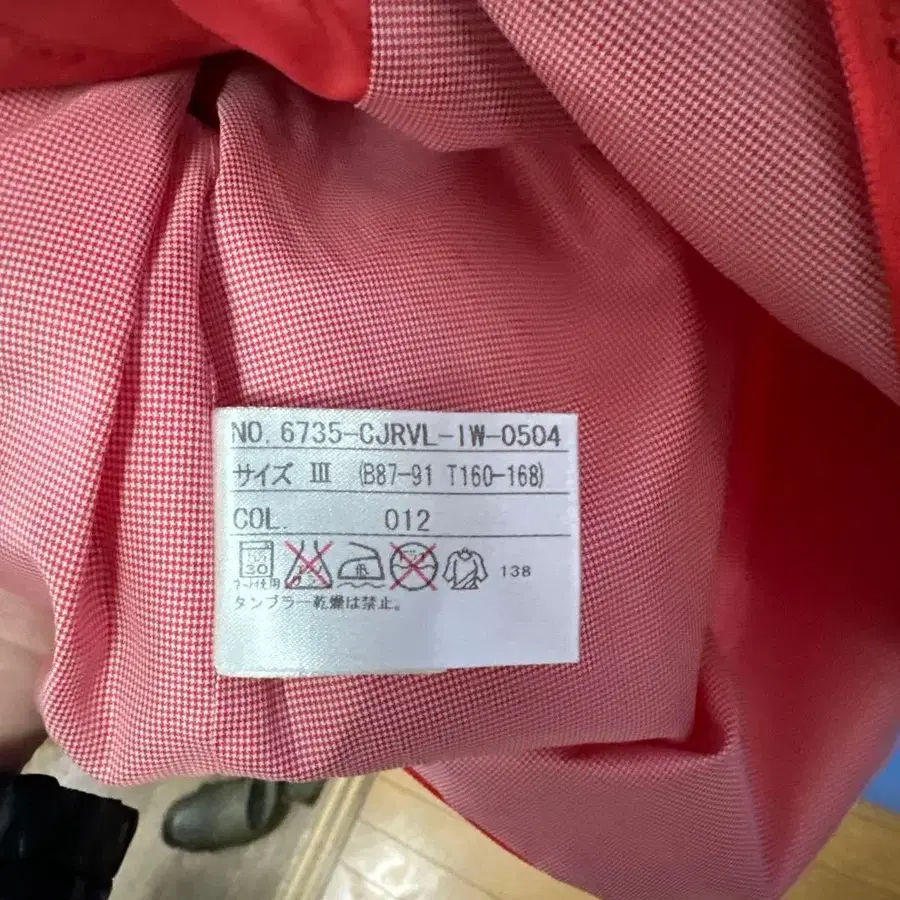 NO. 6735-CJRVL-IW-0504
サイズ Ⅲ (B87-91 T160-168)
COL. 012
30 低 138
タンブラー乾燥は禁止。